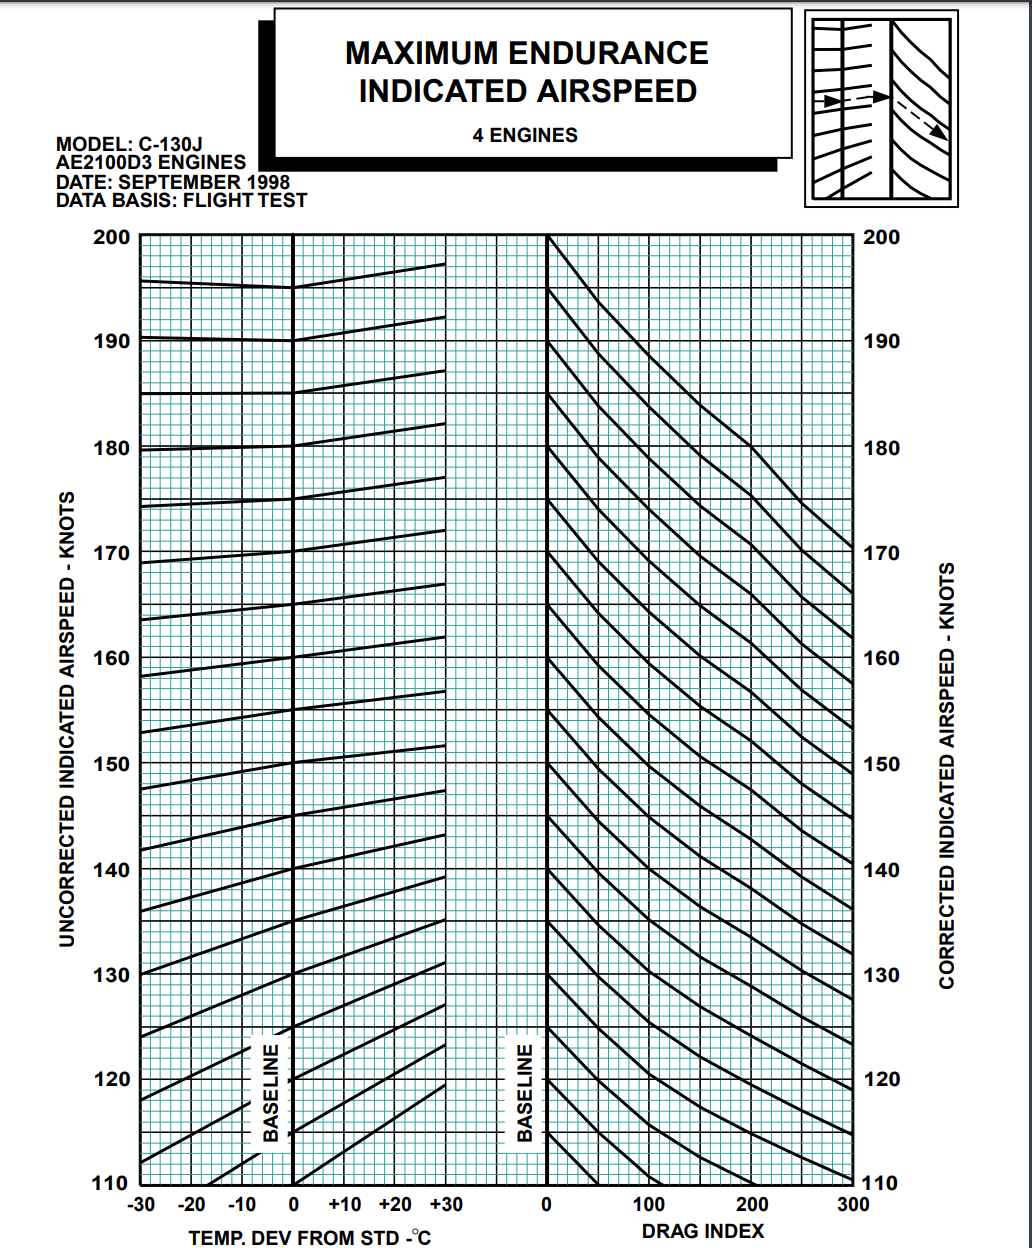 MAXIMUM ENDURANCE
INDICATED AIRSPEED
4 ENGINES
MODEL: C-130J
AE2100D3 ENGINES
DATE: SEPTEMBER 1998
DATA BASIS: FLIGHT TEST
UNCORRECTED INDICATED AIRSPEED - KNOTS
200
190
180
170
160
150
140
130
120
110
BASELINE
BASELINE
200
190
180
170
160
150
140
130
120
110
CORRECTED INDICATED AIRSPEED - KNOTS
-30 -20 -10 0 +10 +20 +30
TEMP. DEV FROM STD -°C
0 100 200 300
DRAG INDEX